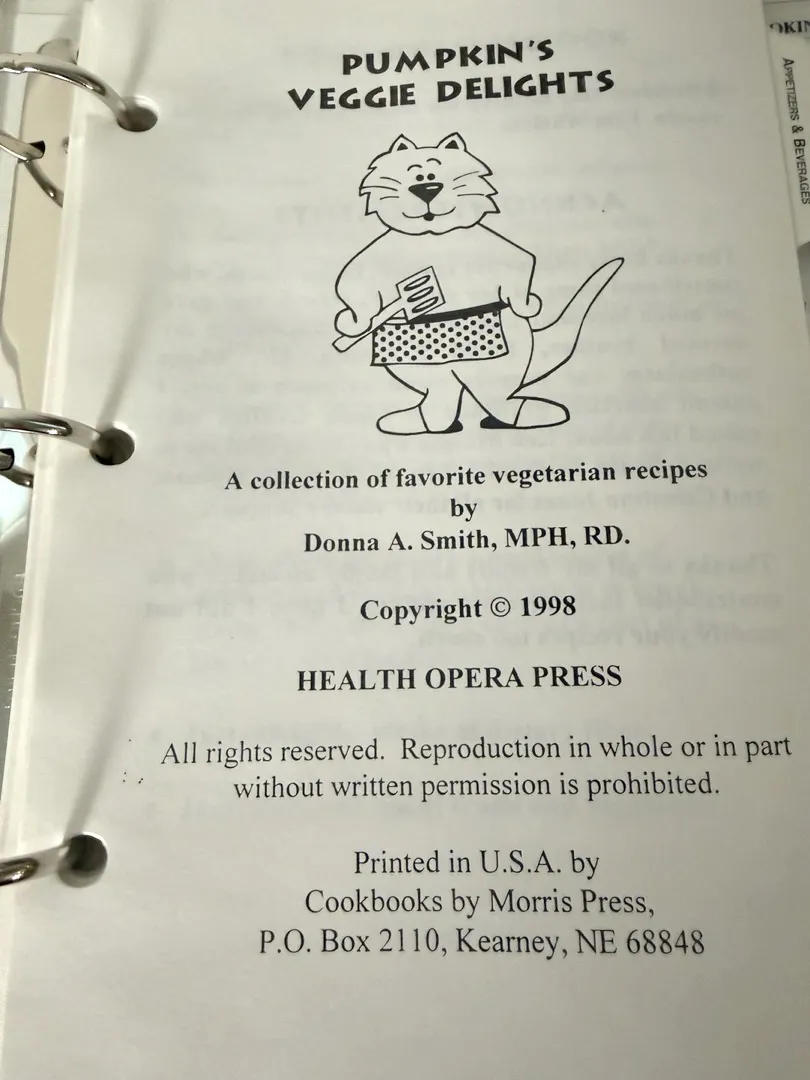 PUMPKIN'S
VEGGIE DELIGHTS
A collection of favorite vegetarian recipes
by
Donna A. Smith, MPH, RD.
Copyright © 1998
HEALTH OPERA PRESS
All rights reserved. Reproduction in whole or in part
without written permission is prohibited.
Printed in U.S.A. by
Cookbooks by Morris Press,
P.O. Box 2110, Kearney, NE 68848
APPETIZERS & BEVERAGES